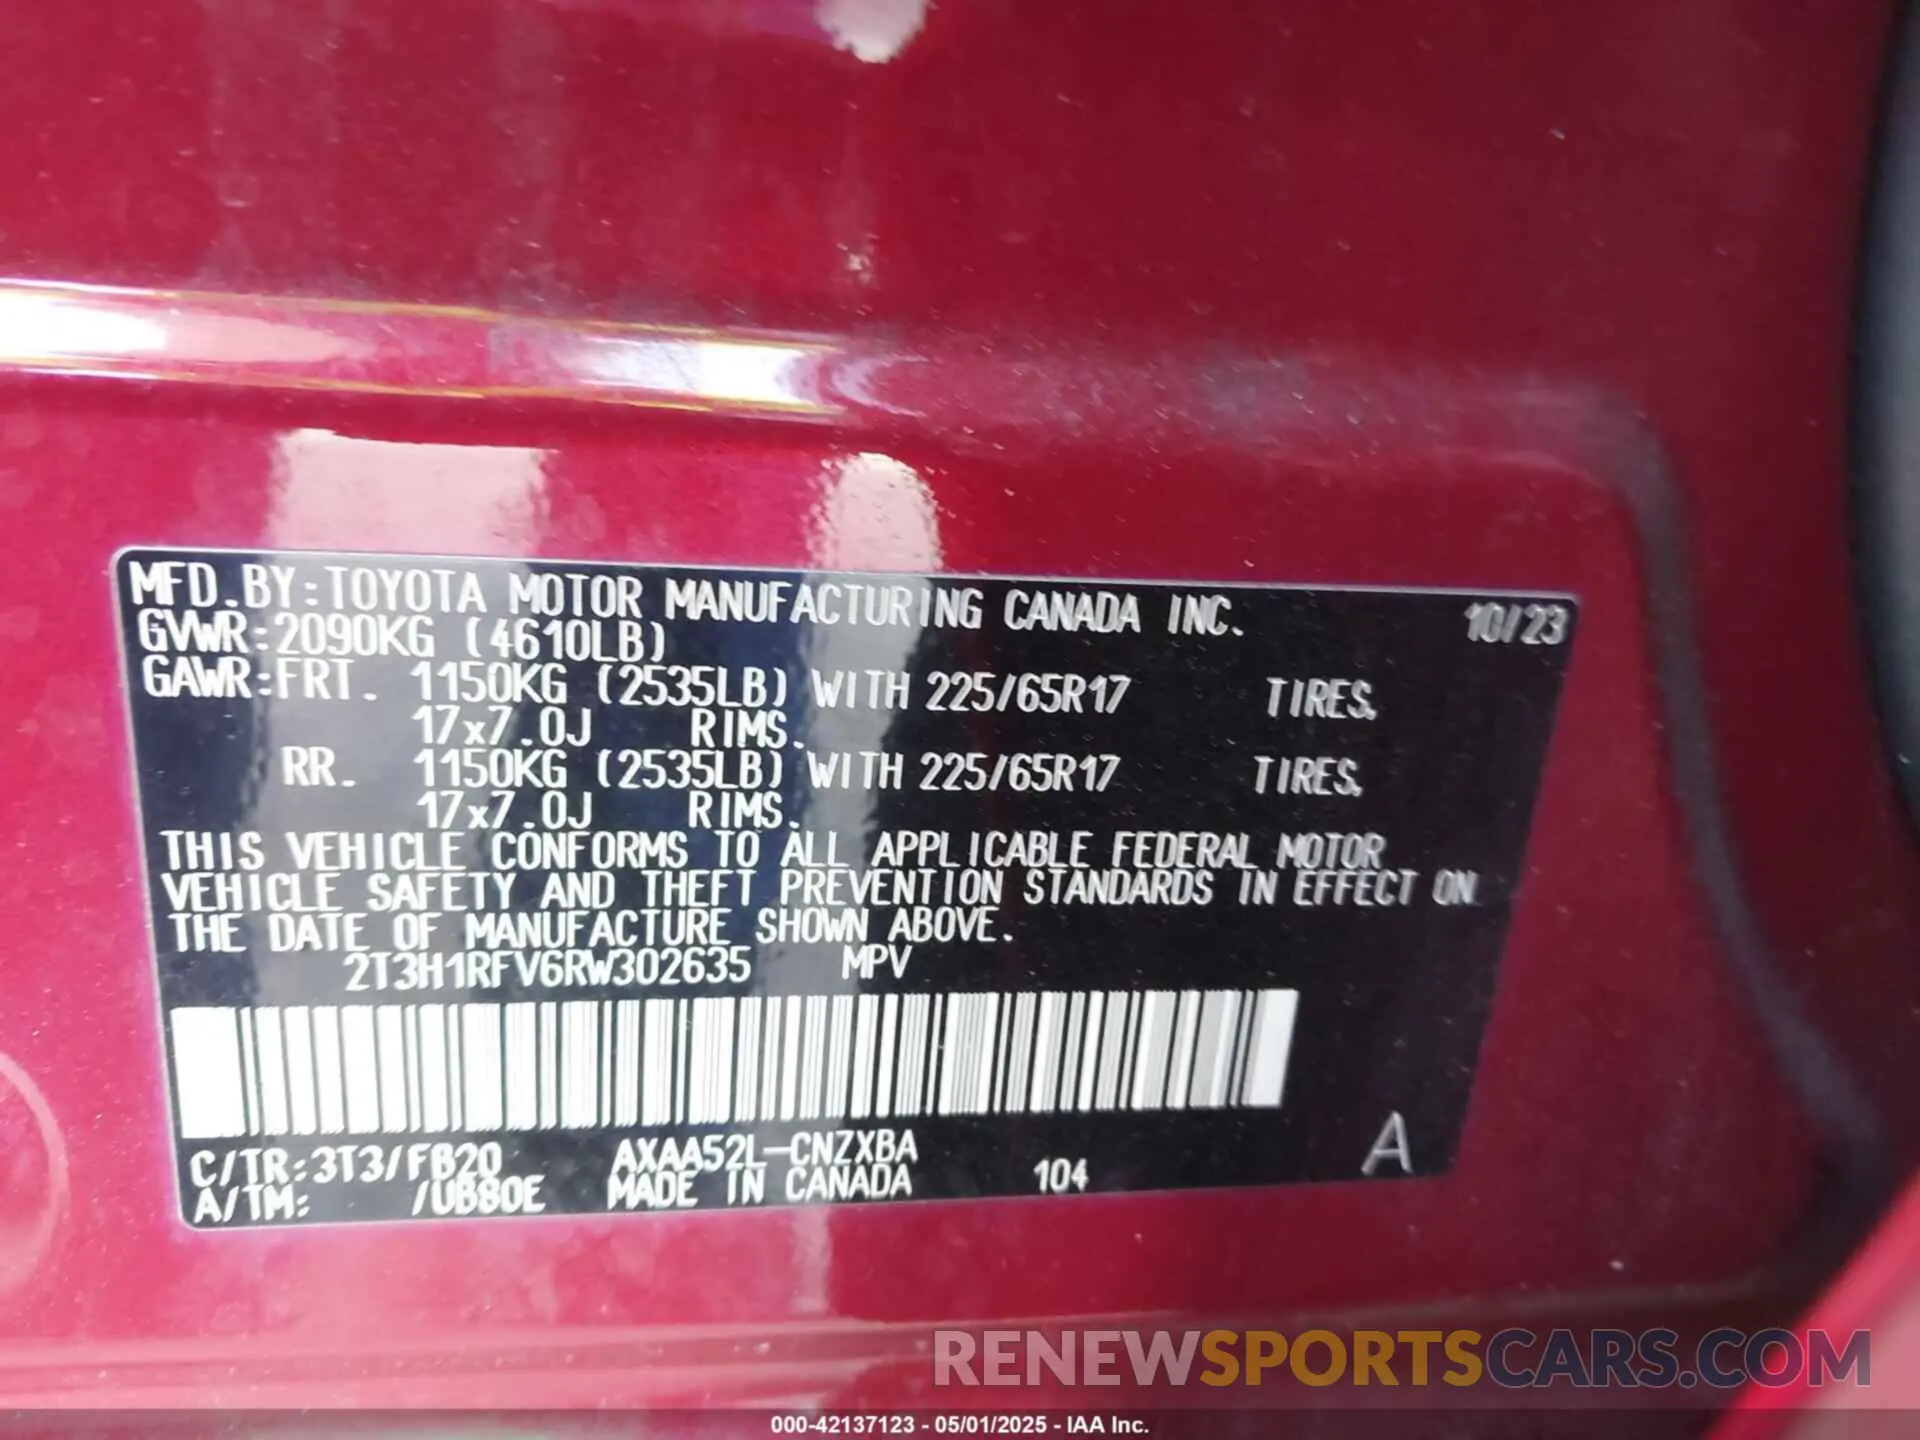 MFD.BY:TOYOTA MOTOR MANUFACTURING CANADA INC. 10/23
GVWR:2090KG (4610LB)
GAWR:FRT. 1150KG (2535LB) WITH 225/65R17 TIRES,
17x7.0J RIMS.
RR. 1150KG (2535LB) WITH 225/65R17 TIRES,
17x7.0J RIMS.
THIS VEHICLE CONFORMS TO ALL APPLICABLE FEDERAL MOTOR
VEHICLE SAFETY AND THEFT PREVENTION STANDARDS IN EFFECT ON
THE DATE OF MANUFACTURE SHOWN ABOVE.
2T3H1RFV6RW302635 MPV
C/TR:3T3/FB20 AXAA52L-CNZXBA
A/TM: /UB80E MADE IN CANADA 104 A
RENEWSPORTSCARS.COM
000-42137123 - 05/01/2025 - IAA Inc.